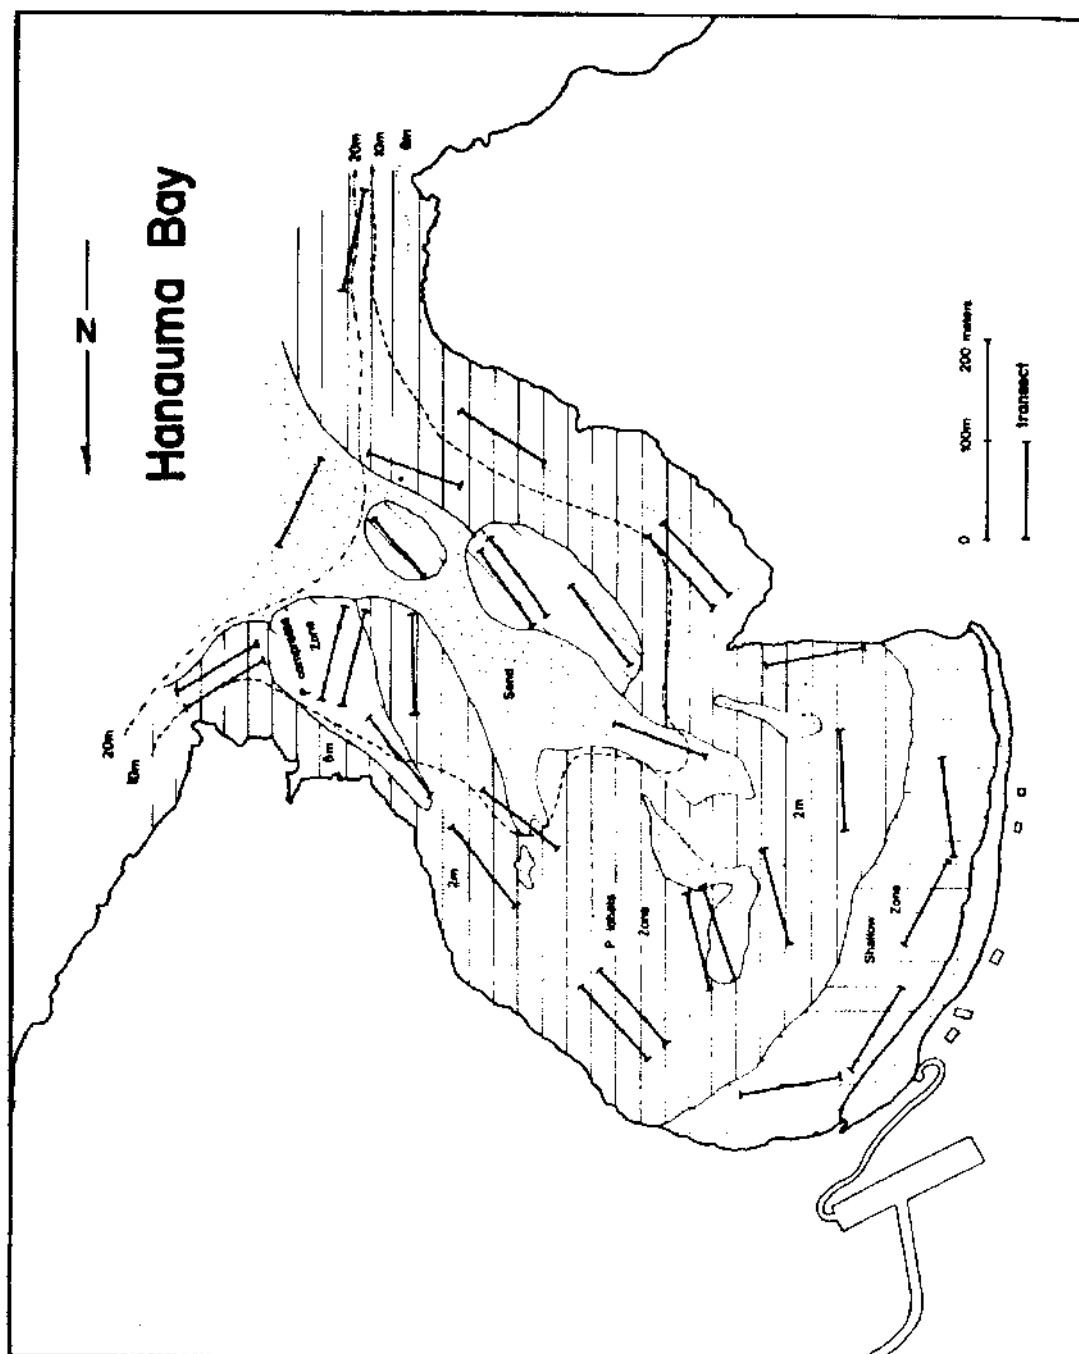 Hanauma Bay
N
20m
10m
6m
20m
10m
6m
P compressa
Zone
Sand
2m
2m
P lobata
Zone
Shallow
Zone
0 100m 200 meters
transect